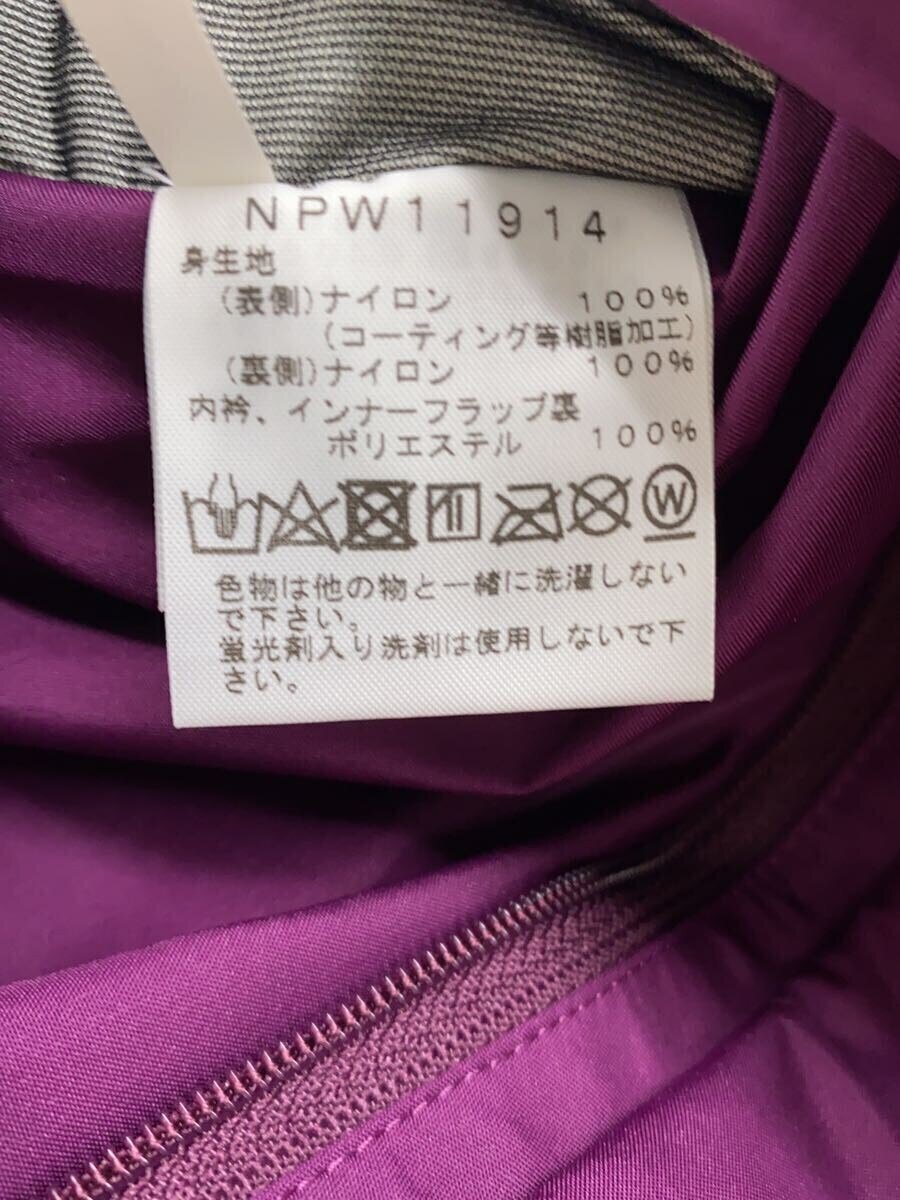 NPW11914
身生地
(表側)ナイロン 100%
(コーティング等樹脂加工)
(裏側)ナイロン 100%
内衿、インナーフラップ裏
ポリエステル 100%
W
色物は他の物と一緒に洗濯しない
で下さい。
蛍光剤入り洗剤は使用しないで下
さい。